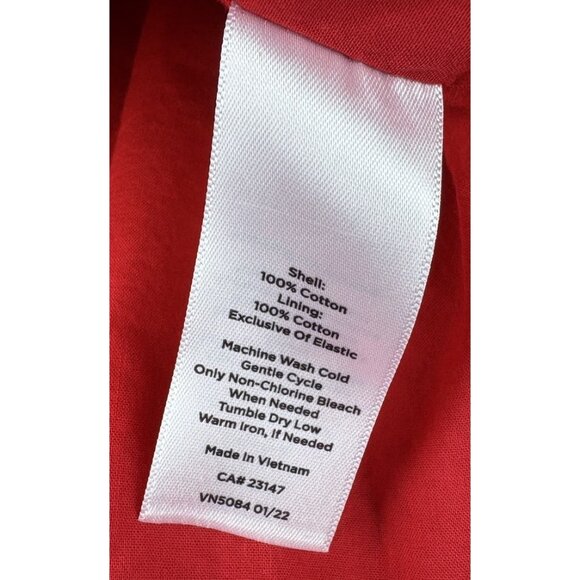 Shell:
100% Cotton
Lining:
100% Cotton
Exclusive Of Elastic
Machine Wash Cold
Gentle Cycle
Only Non-Chlorine Bleach
When Needed
Tumble Dry Low
Warm Iron, If Needed
Made In Vietnam
CA# 23147
VN5084 01/22